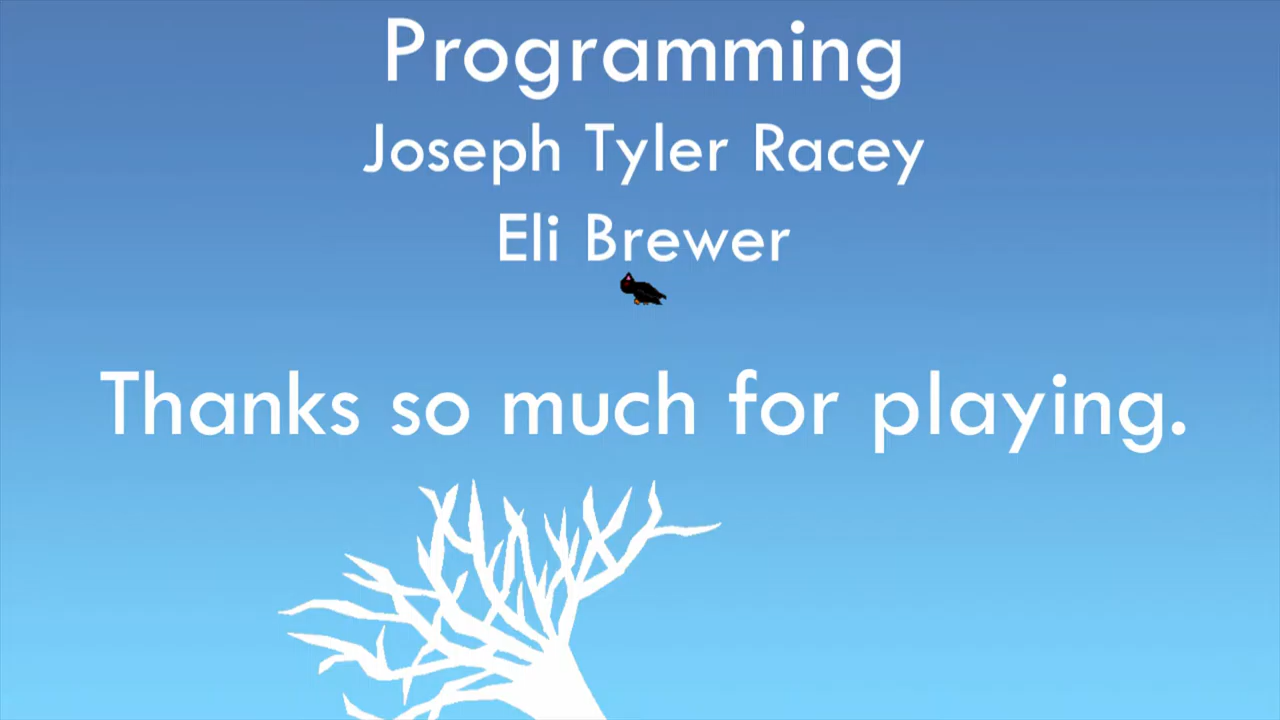 Programming
Joseph Tyler Racey
Eli Brewer
Thanks so much for playing.